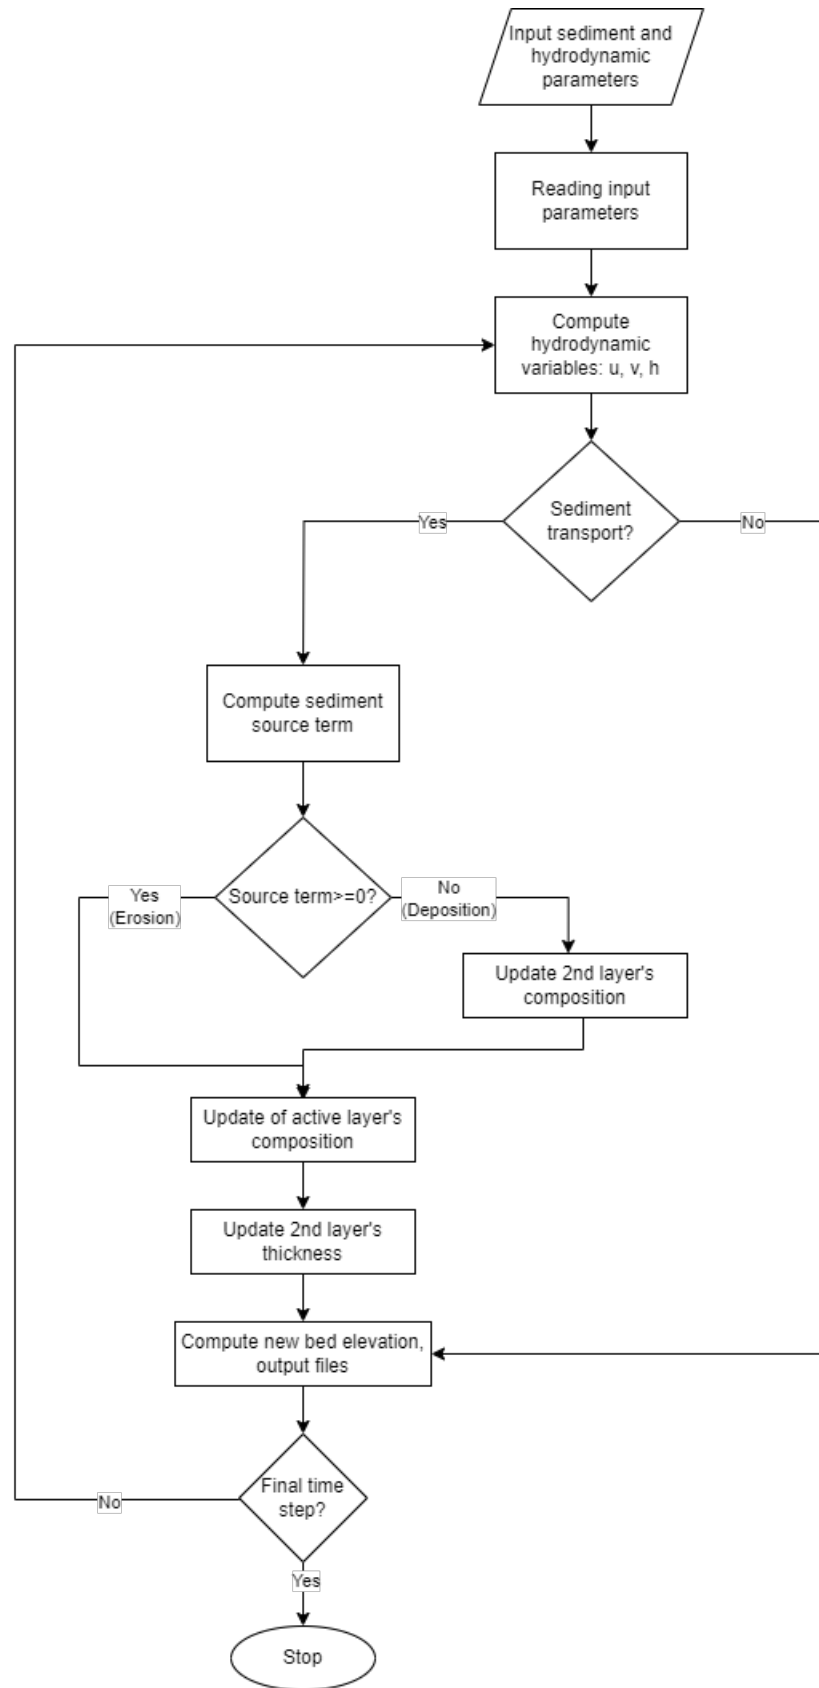 Input sediment and
hydrodynamic
parameters
Reading input
parameters
Compute
hydrodynamic
variables: u, v, h
Sediment
transport?
Yes
No
Compute sediment
source term
Source term>=0?
Yes
(Erosion)
No
(Deposition)
Update 2nd layer's
composition
Update of active layer's
composition
Update 2nd layer's
thickness
Compute new bed elevation,
output files
Final time
step?
No
Yes
Stop